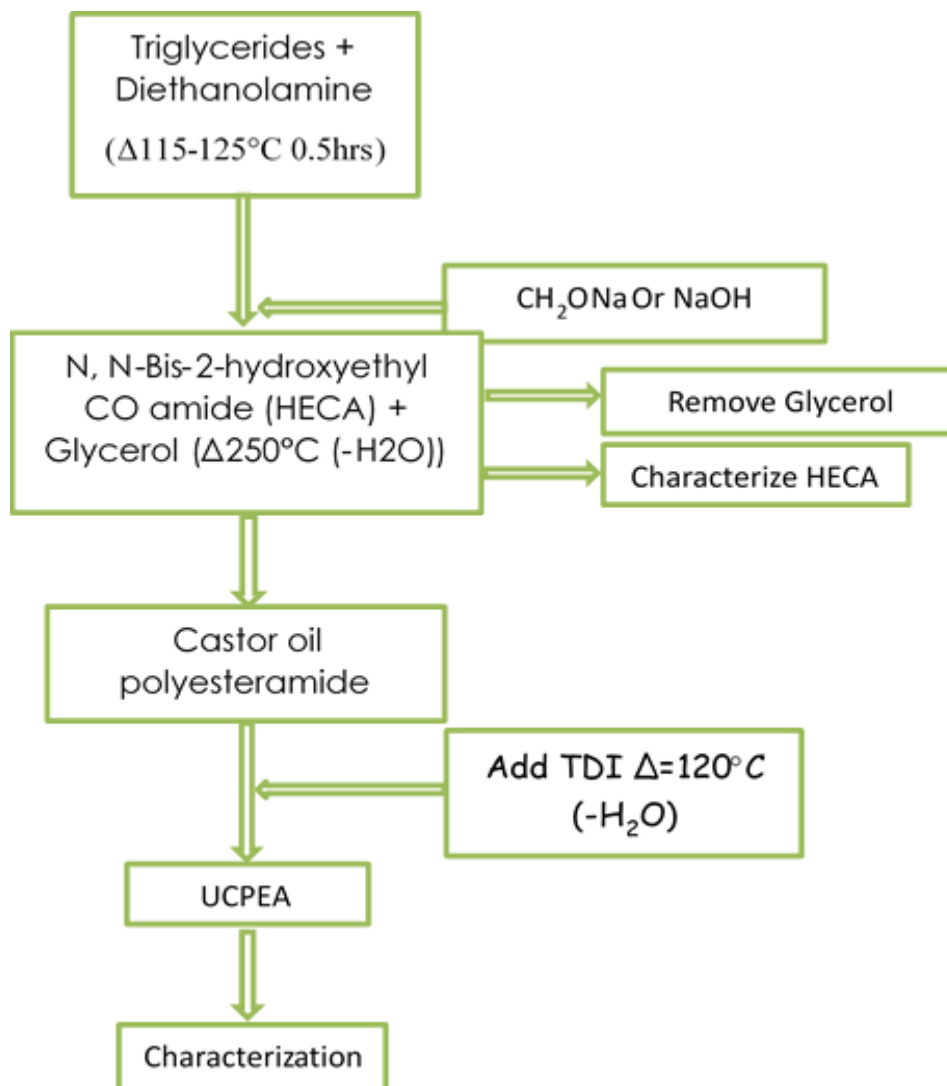 Triglycerides +
Diethanolamine
(Δ115-125°C 0.5hrs)
CH₂ONa Or NaOH
N, N-Bis-2-hydroxyethyl
CO amide (HECA) +
Glycerol (Δ250°C (-H2O))
Remove Glycerol
Characterize HECA
Castor oil
polyesteramide
Add TDI Δ=120°C
(-H₂O)
UCPEA
Characterization